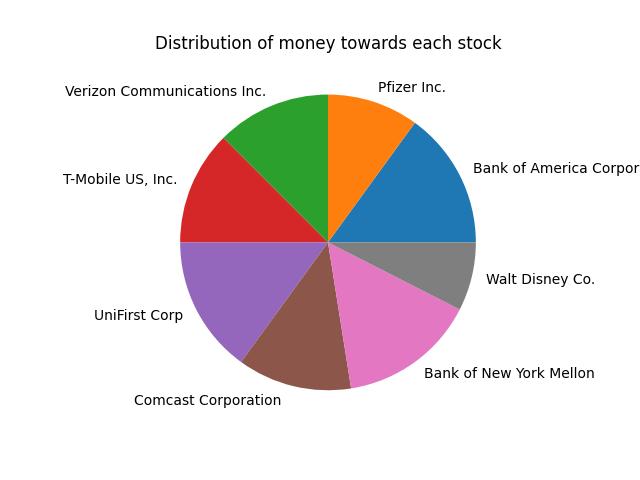 Distribution of money towards each stock
Verizon Communications Inc.
Pfizer Inc.
Bank of America Corpor
T-Mobile US, Inc.
Walt Disney Co.
UniFirst Corp
Bank of New York Mellon
Comcast Corporation